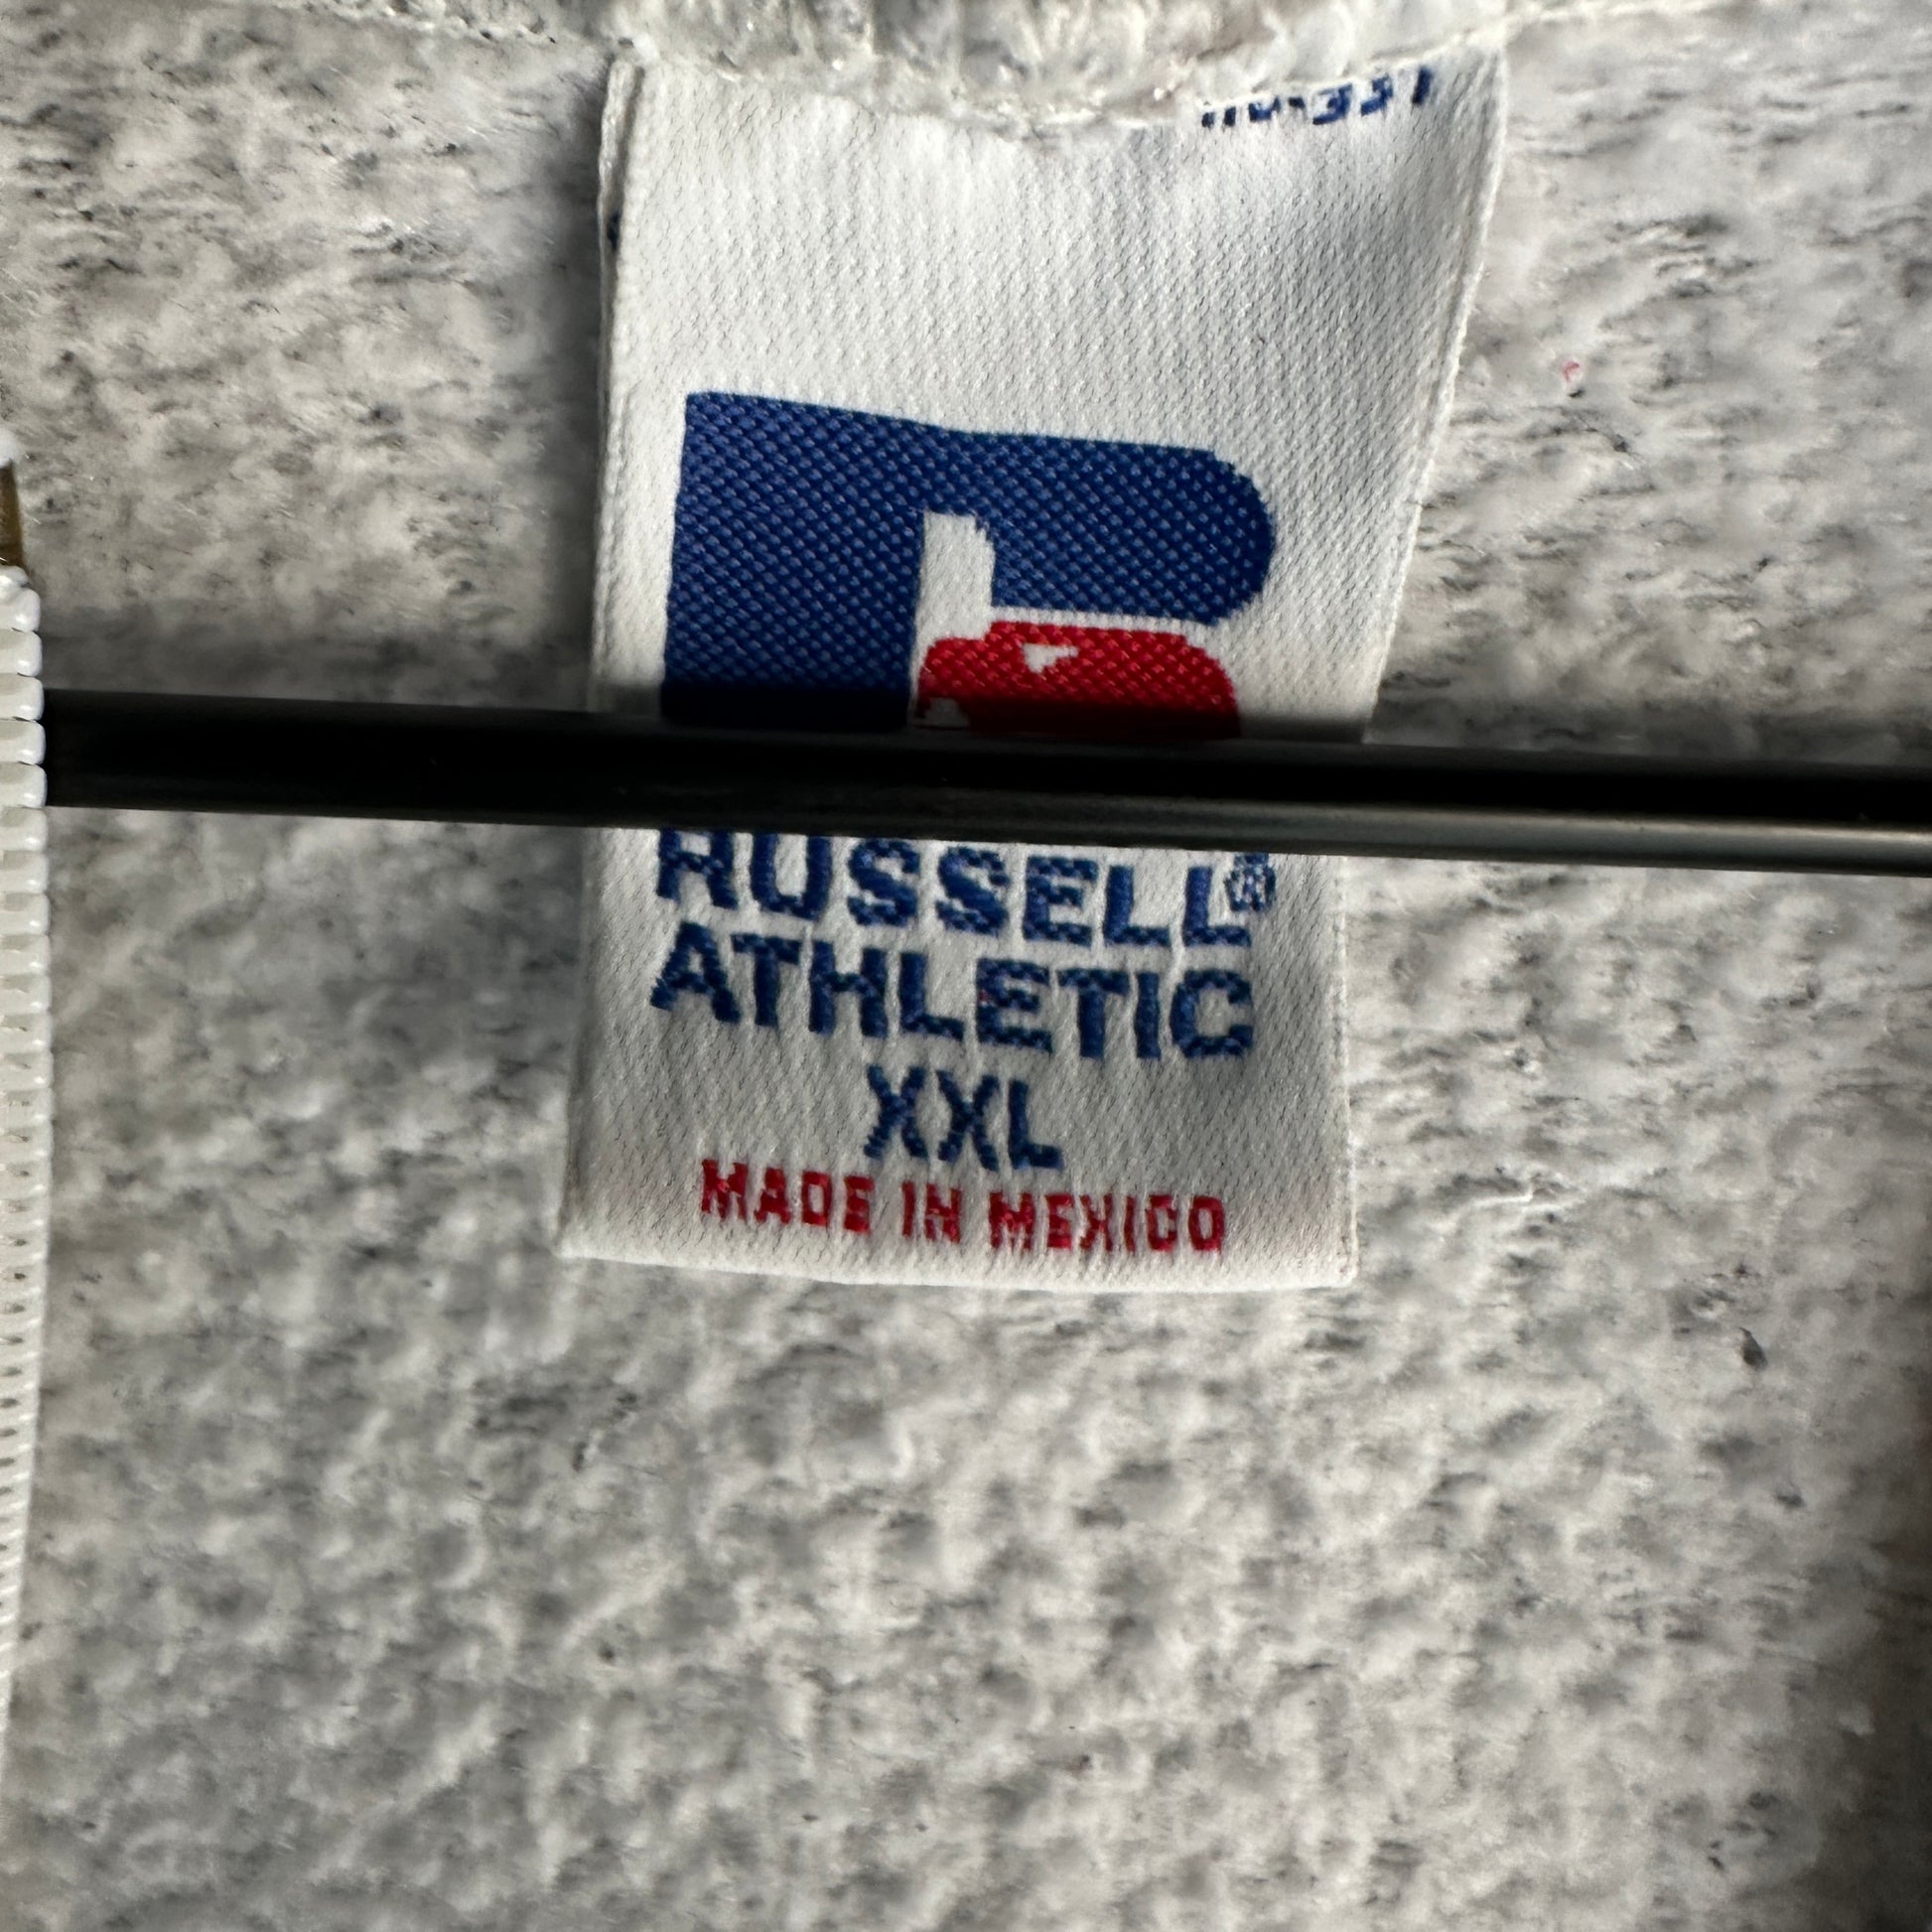 RUSSELL®
ATHLETIC
XXL
MADE IN MEXICO